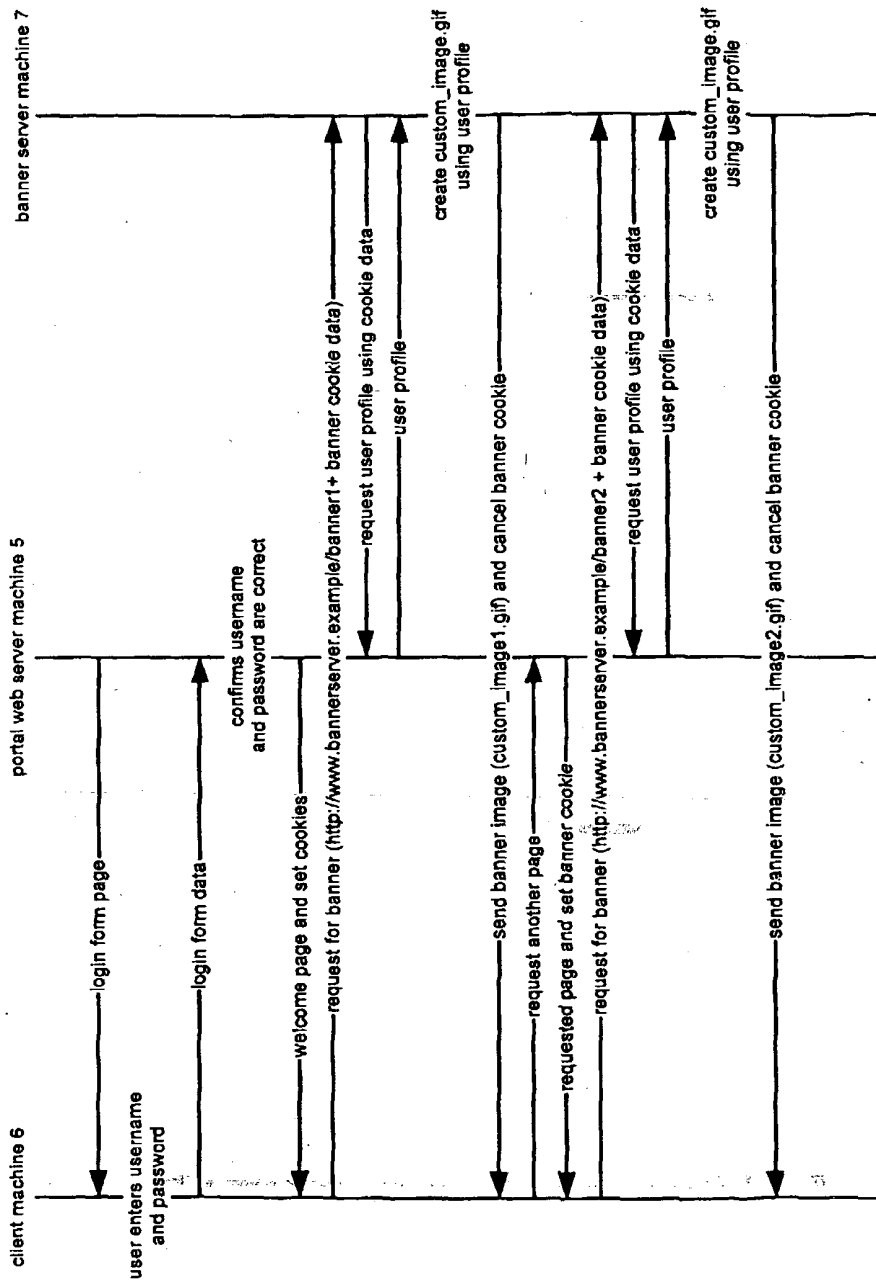 client machine 6
portal web server machine 5
banner server machine 7
login form page
user enters username
and password
login form data
confirms username
and password are correct
welcome page and set cookies
request for banner (http://www.bannerserver.example/banner1+ banner cookie data)
request user profile using cookie data
user profile
create custom_image.gif
using user profile
send banner image (custom_image1.gif) and cancel banner cookie
request another page
requested page and set banner cookie
request for banner (http://www.bannerserver.example/banner2 + banner cookie data)
request user profile using cookie data
user profile
create custom_image.gif
using user profile
send banner image (custom_image2.gif) and cancel banner cookie